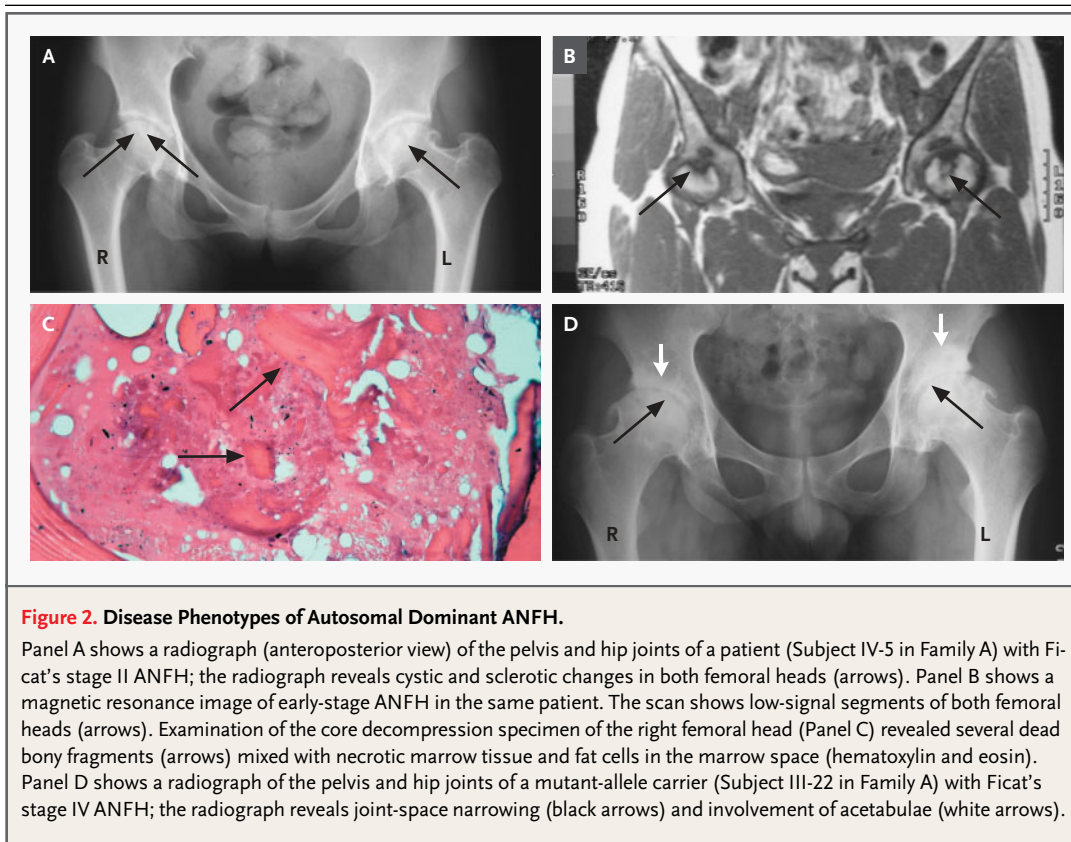 A
R
L
B
R
160
GE/ms
TR:416
C
D
R
L
Figure 2. Disease Phenotypes of Autosomal Dominant ANFH.
Panel A shows a radiograph (anteroposterior view) of the pelvis and hip joints of a patient (Subject IV-5 in Family A) with Fi-
cat’s stage II ANFH; the radiograph reveals cystic and sclerotic changes in both femoral heads (arrows). Panel B shows a
magnetic resonance image of early-stage ANFH in the same patient. The scan shows low-signal segments of both femoral
heads (arrows). Examination of the core decompression specimen of the right femoral head (Panel C) revealed several dead
bony fragments (arrows) mixed with necrotic marrow tissue and fat cells in the marrow space (hematoxylin and eosin).
Panel D shows a radiograph of the pelvis and hip joints of a mutant-allele carrier (Subject III-22 in Family A) with Ficat’s
stage IV ANFH; the radiograph reveals joint-space narrowing (black arrows) and involvement of acetabulae (white arrows).